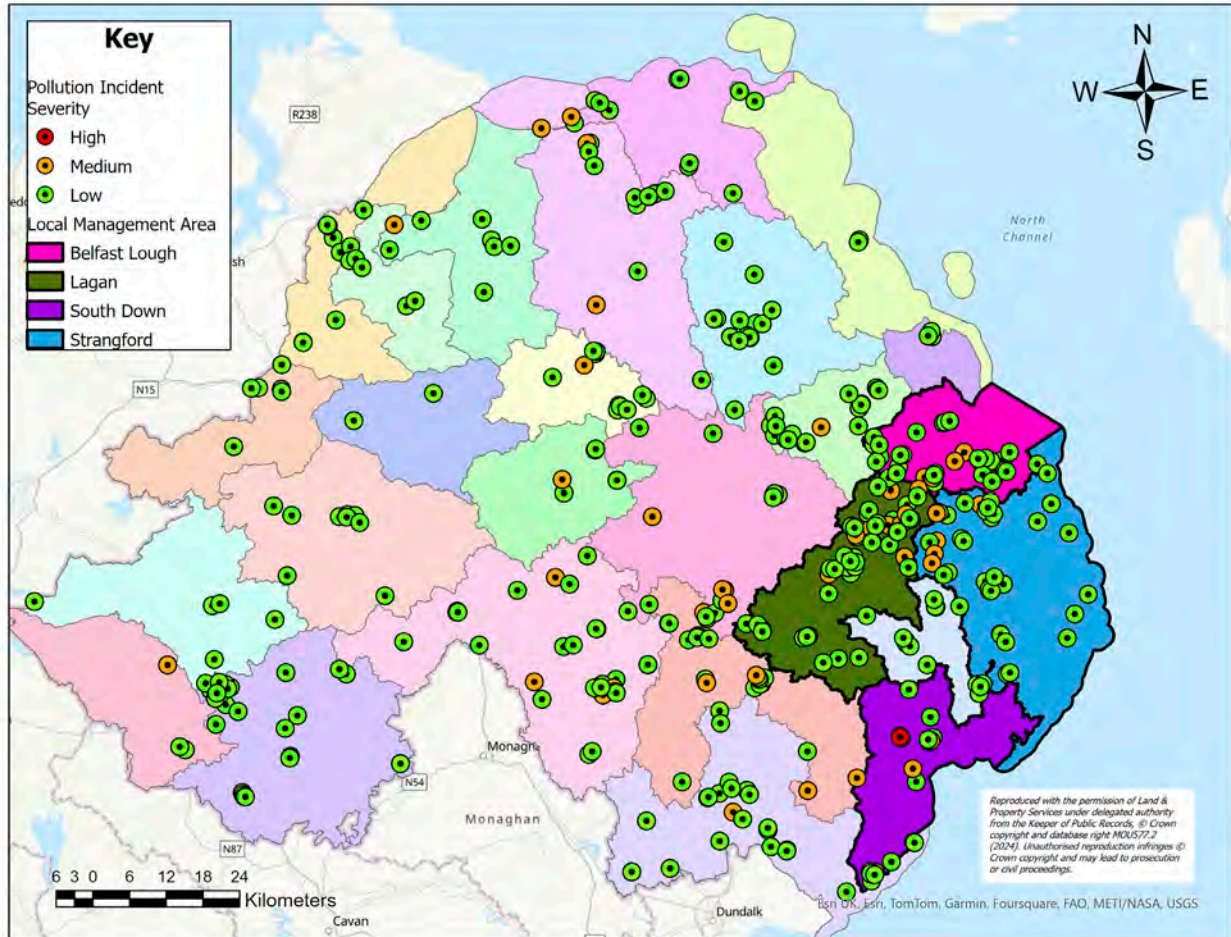 Key
Pollution Incident
Severity
High
Medium
Low
Local Management Area
Belfast Lough
Lagan
South Down
Strangford
R238
N
W E
S
North
Channel
N15
Monagha
N54
Monaghan
N87
Cavan
Dundalk
6 3 0 6 12 18 24
Kilometers
Reproduced with the permission of Land &
Property Services under delegated authority
from the Keeper of Public Records, © Crown
copyright and database right MOU577.2
(2024). Unauthorised reproduction infringes ©
Crown copyright and may lead to prosecution
or civil proceedings.
Esri UK, Esri, TomTom, Garmin, Foursquare, FAO, METI/NASA, USGS